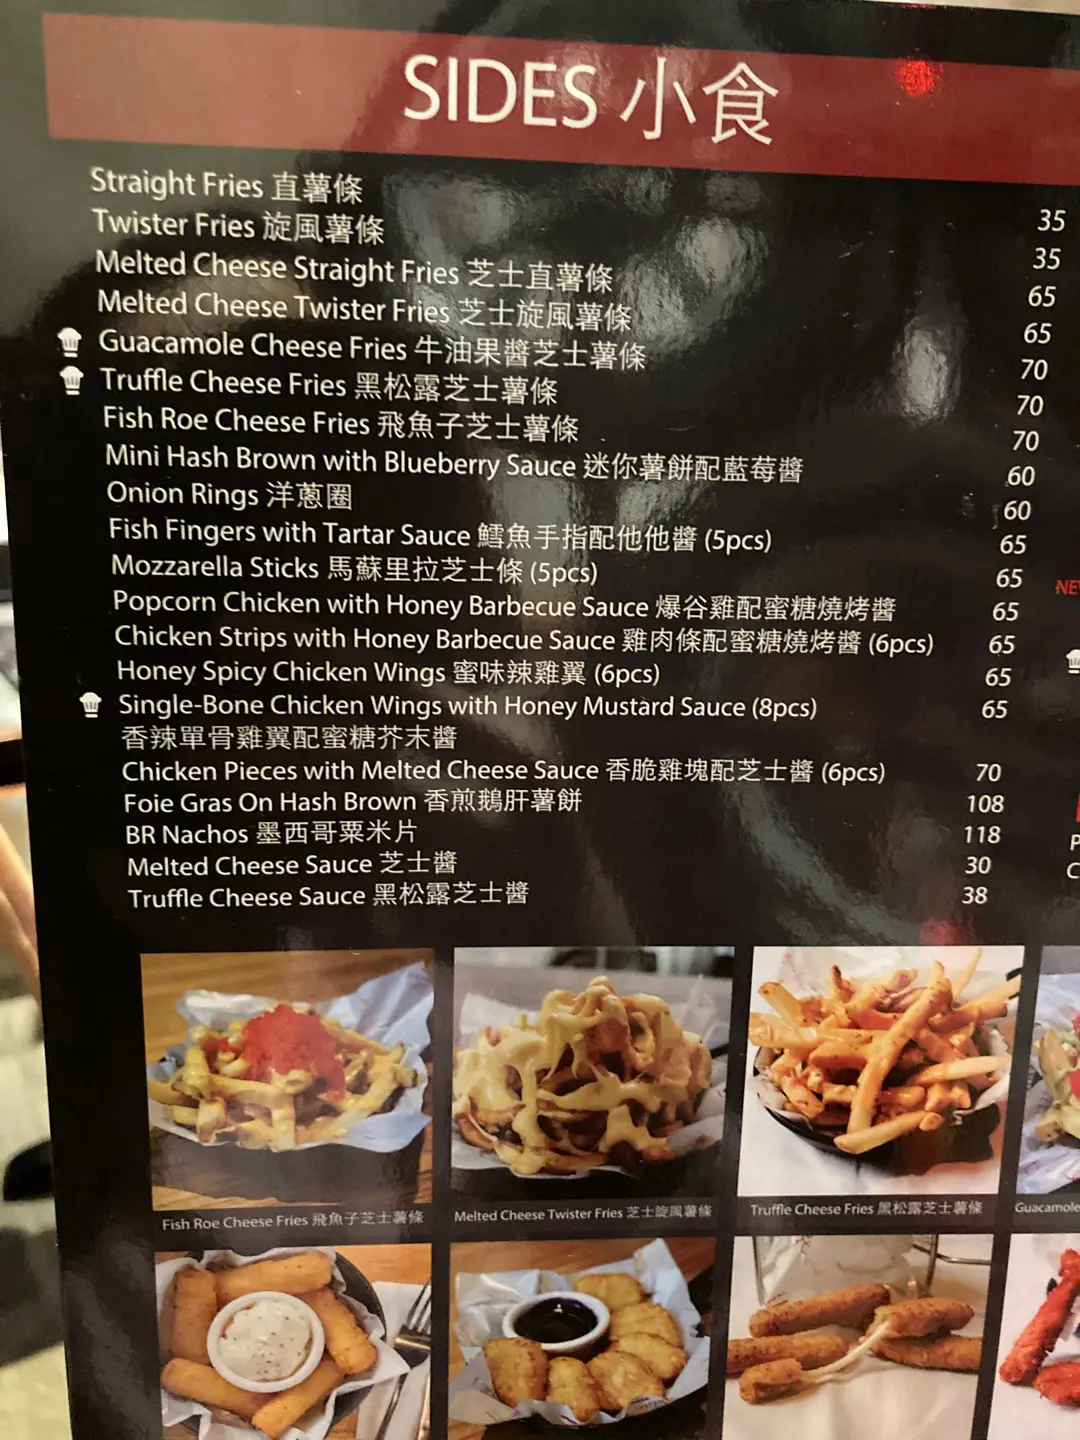 SIDES 小食
Straight Fries 直薯條 35
Twister Fries 旋風薯條 35
Melted Cheese Straight Fries 芝士直薯條 65
Melted Cheese Twister Fries 芝士旋風薯條 65
Guacamole Cheese Fries 牛油果醬芝士薯條 70
Truffle Cheese Fries 黑松露芝士薯條 70
Fish Roe Cheese Fries 飛魚子芝士薯條 70
Mini Hash Brown with Blueberry Sauce 迷你薯餅配藍莓醬 60
Onion Rings 洋蔥圈 60
Fish Fingers with Tartar Sauce 鱈魚手指配他他醬 (5pcs) 65
Mozzarella Sticks 馬蘇里拉芝士條 (5pcs) 65
Popcorn Chicken with Honey Barbecue Sauce 爆谷雞配蜜糖燒烤醬 65
Chicken Strips with Honey Barbecue Sauce 雞肉條配蜜糖燒烤醬 (6pcs) 65
Honey Spicy Chicken Wings 蜜味辣雞翼 (6pcs) 65
Single-Bone Chicken Wings with Honey Mustard Sauce (8pcs) 65
香辣單骨雞翼配蜜糖芥末醬
Chicken Pieces with Melted Cheese Sauce 香脆雞塊配芝士醬 (6pcs) 70
Foie Gras On Hash Brown 香煎鵝肝薯餅 108
BR Nachos 墨西哥粟米片 118
Melted Cheese Sauce 芝士醬 30
Truffle Cheese Sauce 黑松露芝士醬 38
Fish Roe Cheese Fries 飛魚子芝士薯條
Melted Cheese Twister Fries 芝士旋風薯條
Truffle Cheese Fries 黑松露芝士薯條
Guacamole